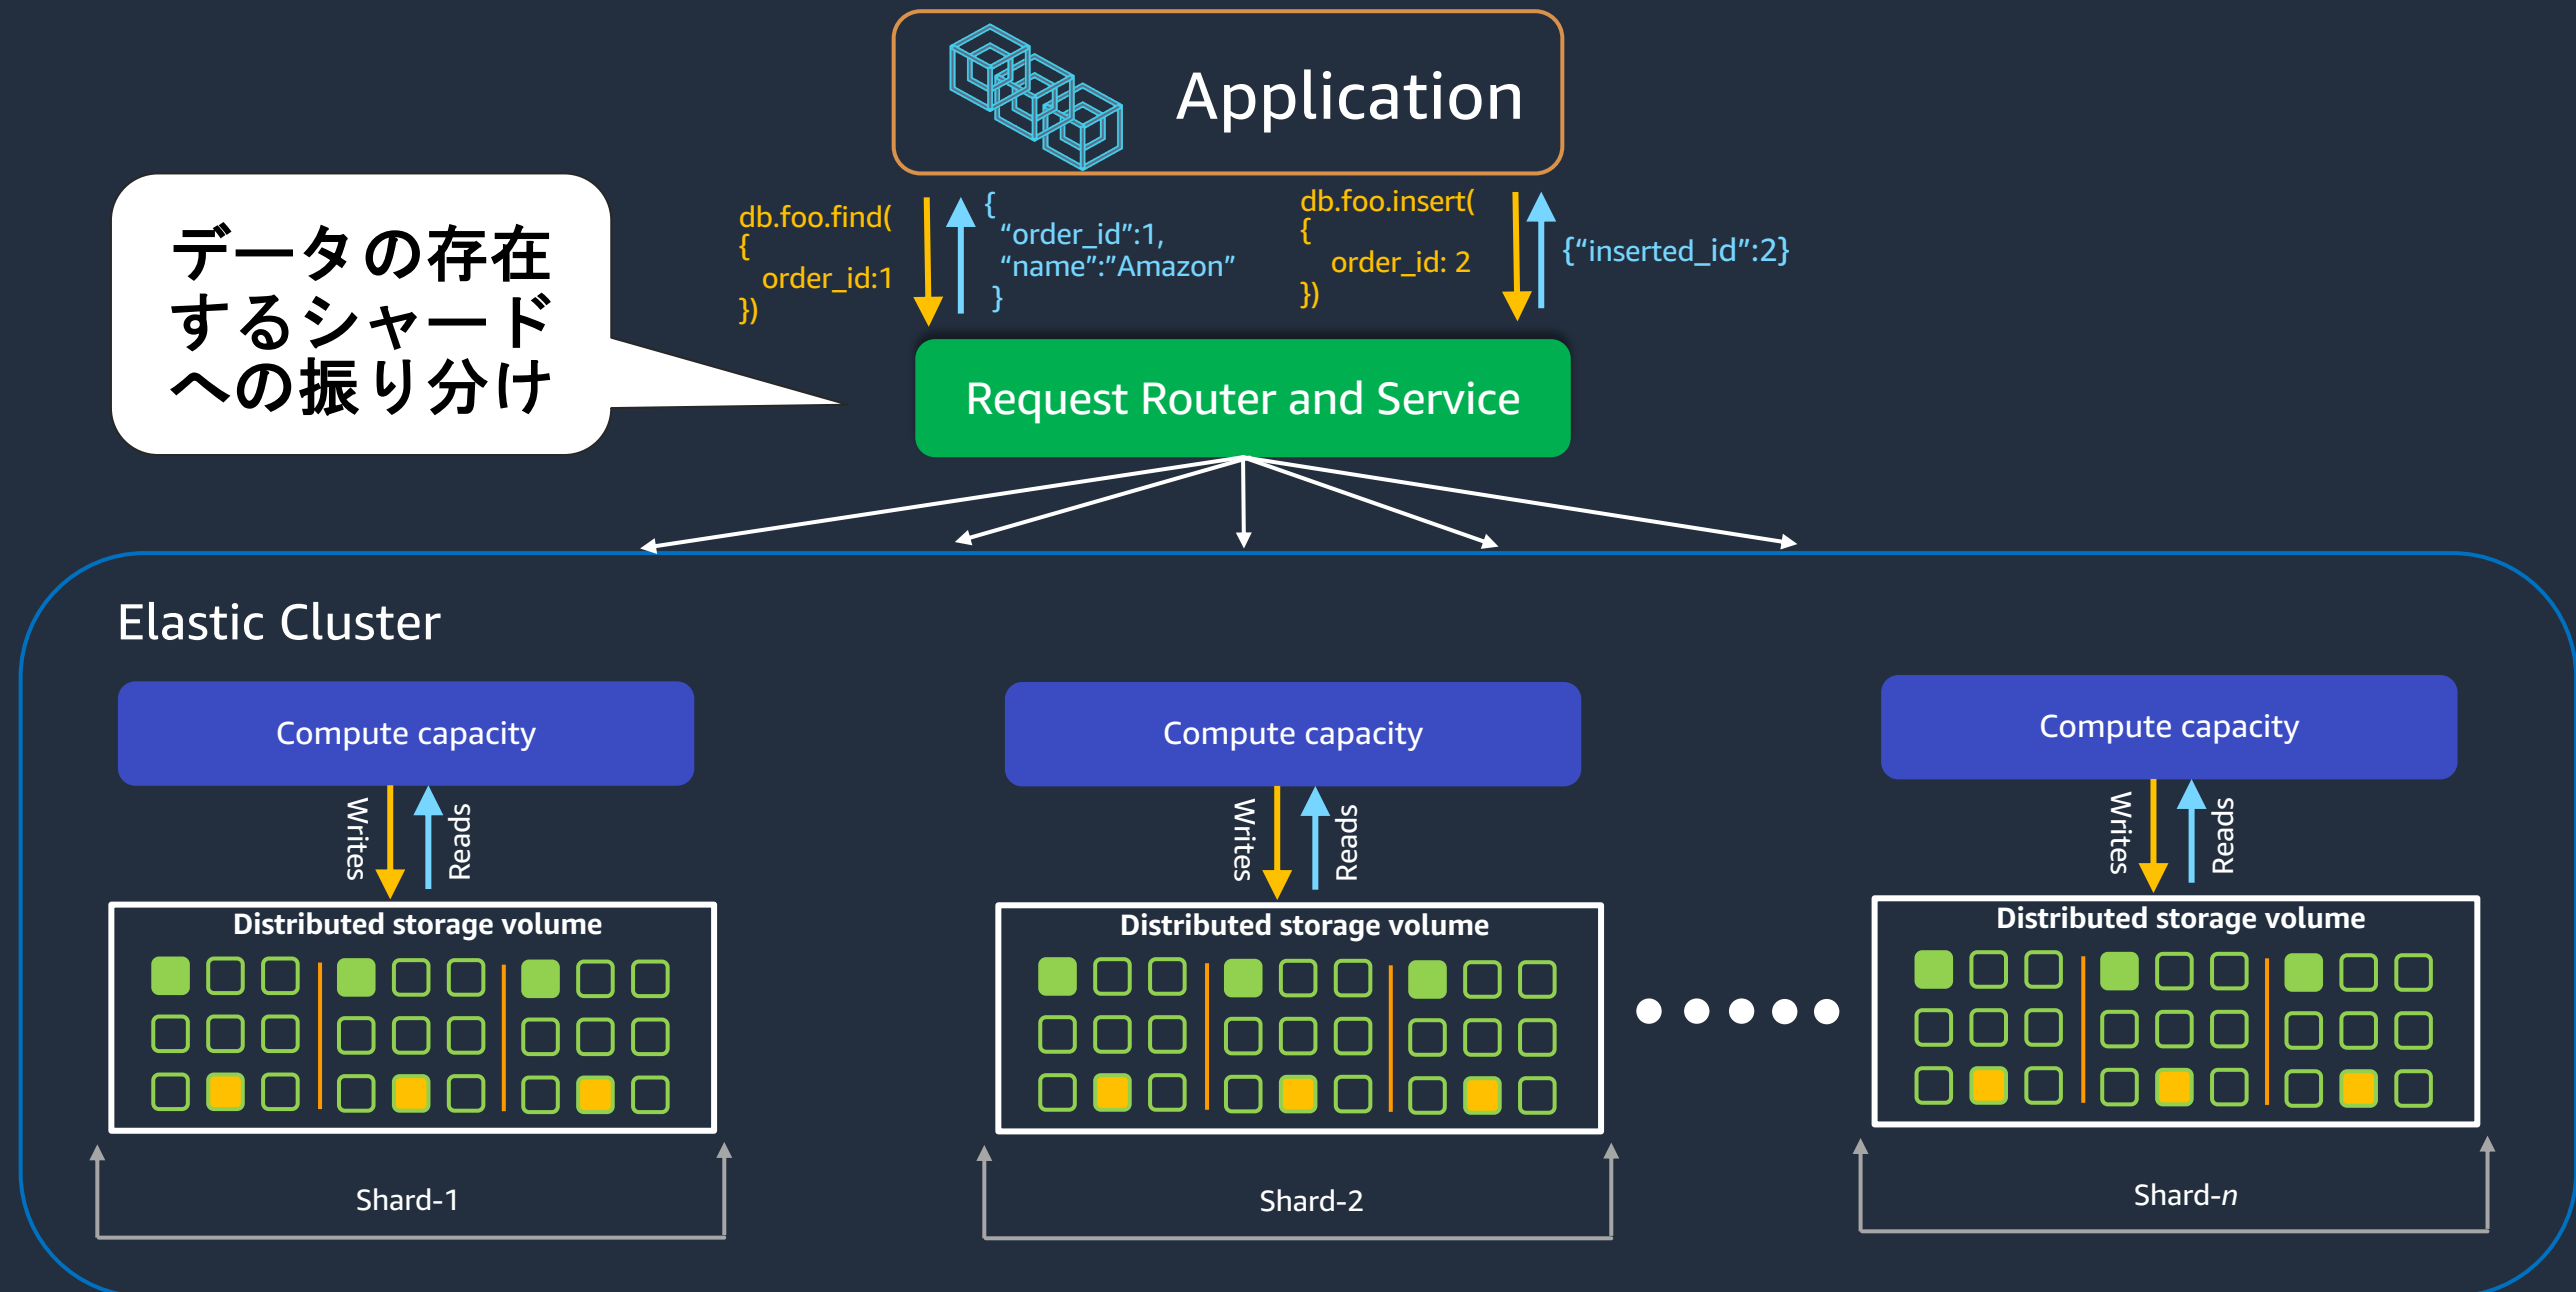 Application
db.foo.find(
{
order_id:1
})
{
“order_id”:1,
“name”:”Amazon”
}
db.foo.insert(
{
order_id: 2
})
{“inserted_id”:2}
データの存在
するシャード
への振り分け
Request Router and Service
Elastic Cluster
Compute capacity
Writes
Reads
Distributed storage volume
Shard-1
Compute capacity
Writes
Reads
Distributed storage volume
Shard-2
Compute capacity
Writes
Reads
Distributed storage volume
Shard-n